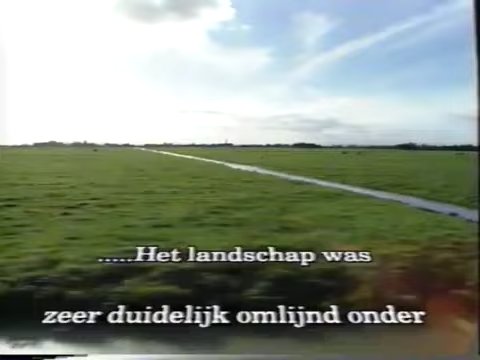 .....Het landschap was
zeer duidelijk omlijnd onder